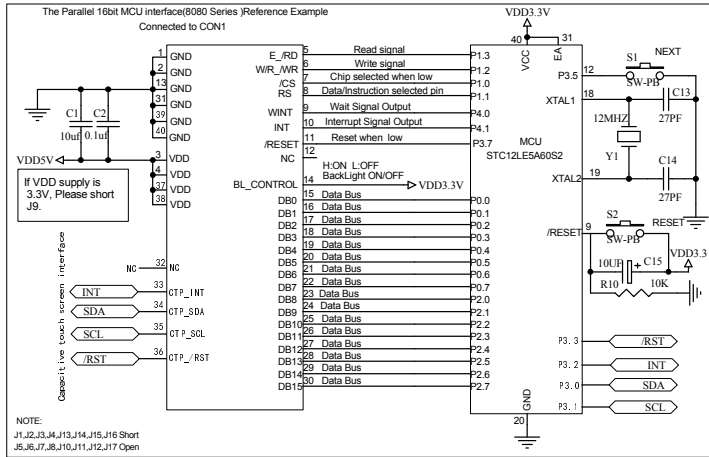 The Parallel 16bit MCU interface(8080 Series )Reference Example
Connected to CON1
1 GND
2 GND
13 GND
31 GND
39 GND
40 GND
C1 C2
10uf 0.1uf
VDD5V
3 VDD
4 VDD
37 VDD
38 VDD
If VDD supply is
3.3V, Please short
J9.
Capacitive touch screen interface
NC 32 NC
INT 33 CTP_INT
SDA 34 CTP_SDA
SCL 35 CTP_SCL
/RST 36 CTP_/RST
E_/RD 5 Read signal P1.3
W/R_/WR 6 Write signal P1.2
/CS 7 Chip selected when low P1.0
RS 8 Data/Instruction selected pin P1.1
WINT 9 Wait Signal Output P4.0
INT 10 Interrupt Signal Output P4.1
/RESET 11 Reset when low P3.7
NC 12
H:ON L:OFF
BL_CONTROL 14 BackLight ON/OFF VDD3.3V
DB0 15 Data Bus P0.0
DB1 16 Data Bus P0.1
DB2 17 Data Bus P0.2
DB3 18 Data Bus P0.3
DB4 19 Data Bus P0.4
DB5 20 Data Bus P0.5
DB6 21 Data Bus P0.6
DB7 22 Data Bus P0.7
DB8 23 Data Bus P2.0
DB9 24 Data Bus P2.1
DB10 25 Data Bus P2.2
DB11 26 Data Bus P2.3
DB12 27 Data Bus P2.4
DB13 28 Data Bus P2.5
DB14 29 Data Bus P2.6
DB15 30 Data Bus P2.7
VDD3.3V
40 31
VCC EA
MCU
STC12LE5A60S2
P3.5 12 S1 NEXT
SW-PB
XTAL1 18 C13
27PF
12MHZ
Y1
XTAL2 19 C14
27PF
/RESET 9 S2 RESET
SW-PB
VDD3.3
10UF + C15
R10 10K
P3.3 /RST
P3.2 INT
P3.0 SDA
P3.1 SCL
GND
20
NOTE:
J1,J2,J3,J4,J13,J14,J15,J16 Short
J5,J6,J7,J8,J10,J11,J12,J17 Open